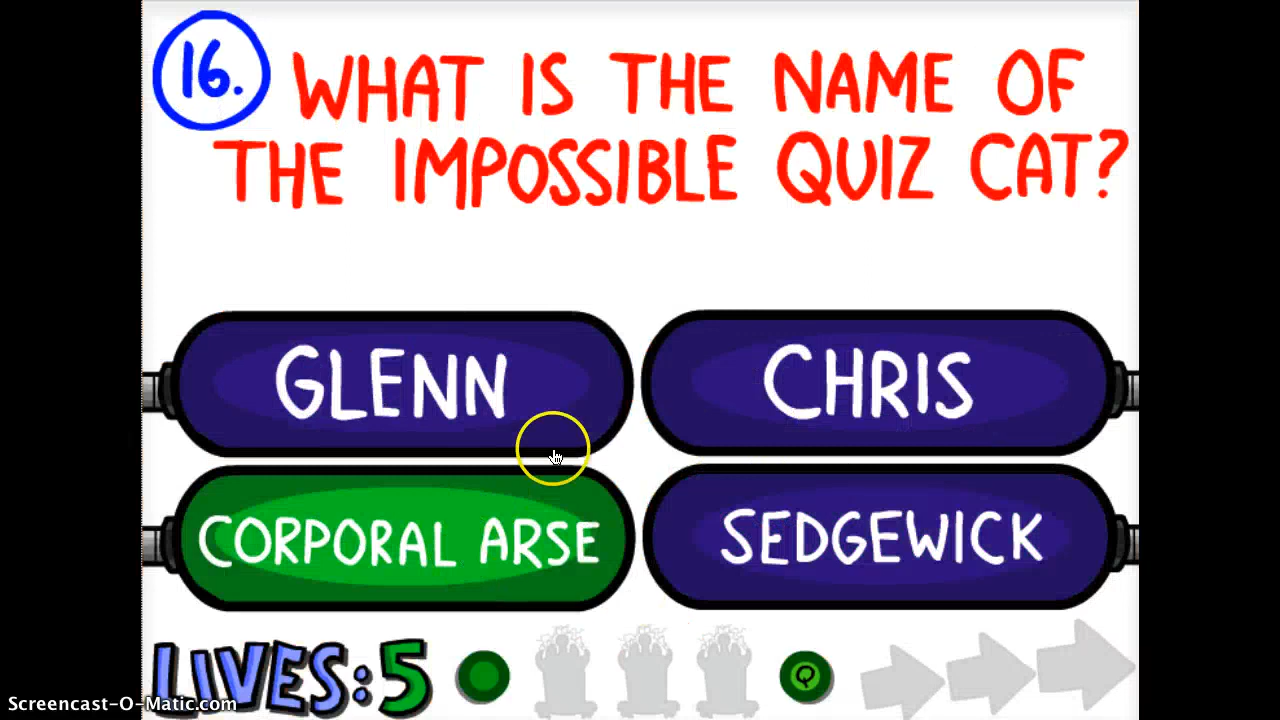 16. WHAT IS THE NAME OF
THE IMPOSSIBLE QUIZ CAT?
GLENN
CHRIS
CORPORAL ARSE
SEDGEWICK
LIVES: 5
Q
Screencast-O-Matic.com